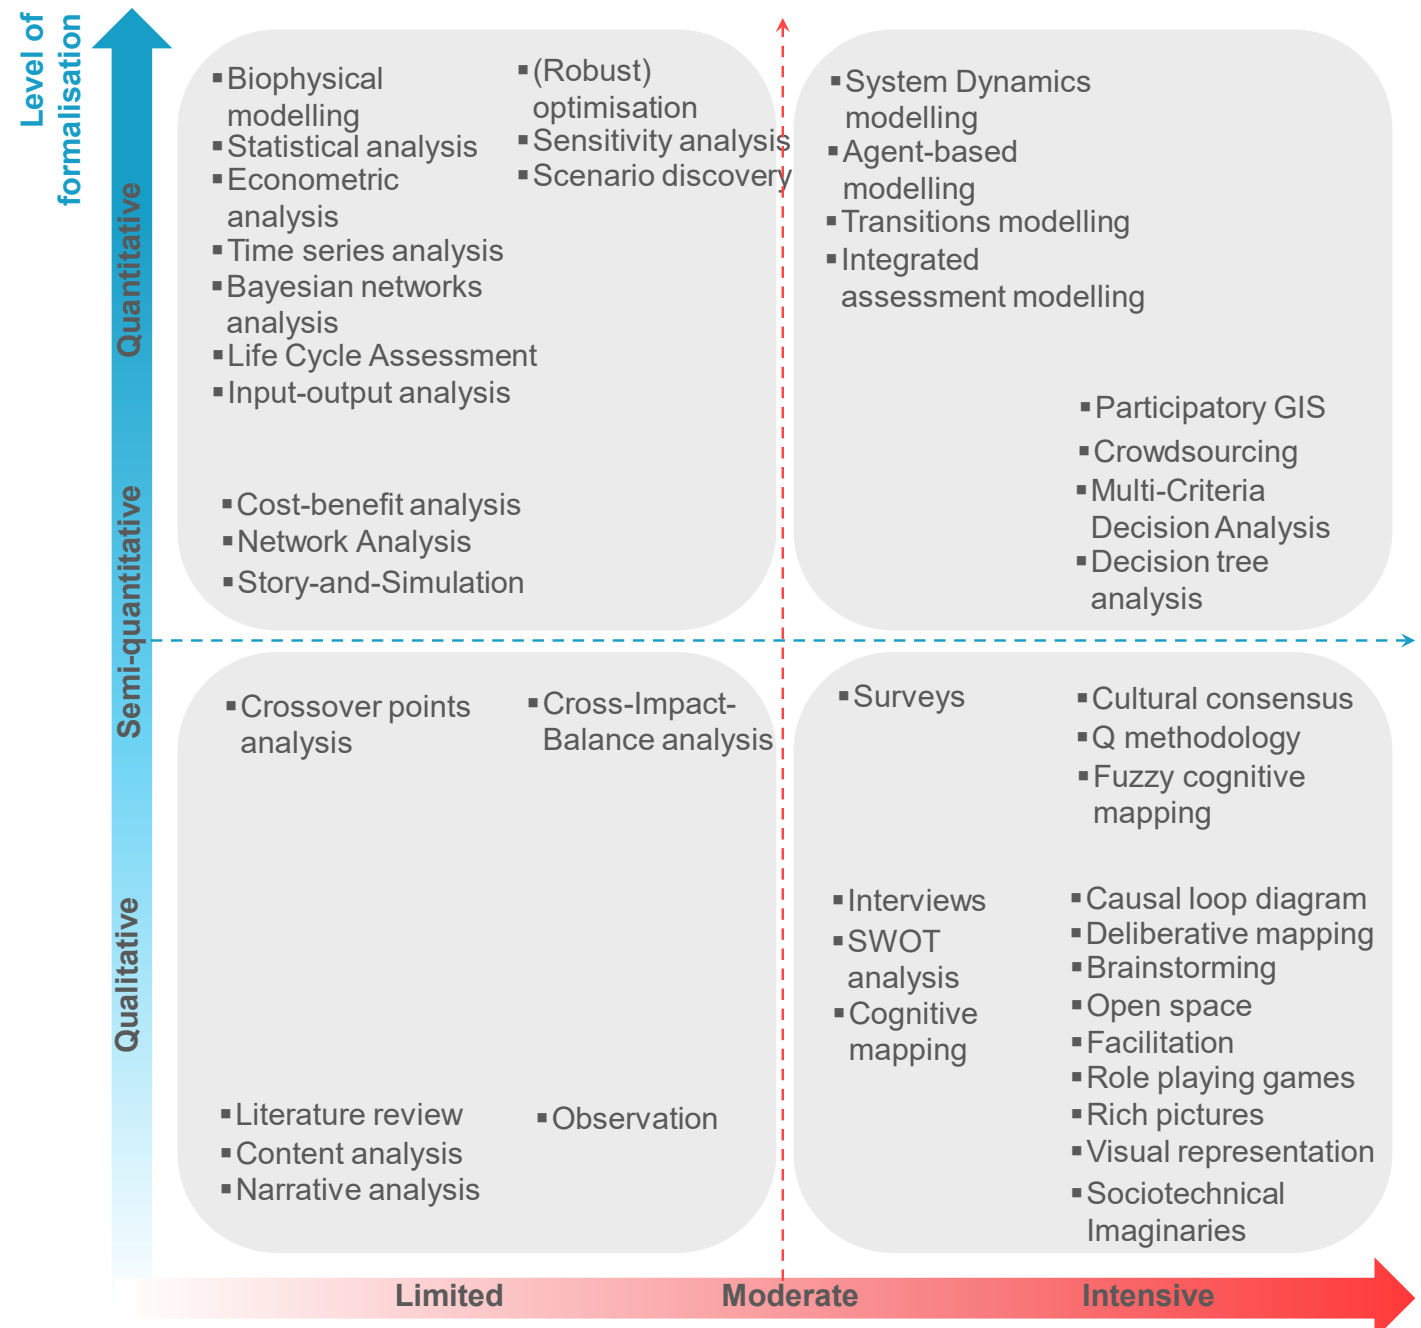 Level of
formalisation
Quantitative
Semi-quantitative
Qualitative
▪Biophysical
modelling
▪Statistical analysis
▪Econometric
analysis
▪Time series analysis
▪Bayesian networks
analysis
▪Life Cycle Assessment
▪Input-output analysis
▪(Robust)
optimisation
▪Sensitivity analysis
▪Scenario discovery
▪Cost-benefit analysis
▪Network Analysis
▪Story-and-Simulation
▪System Dynamics
modelling
▪Agent-based
modelling
▪Transitions modelling
▪Integrated
assessment modelling
▪Participatory GIS
▪Crowdsourcing
▪Multi-Criteria
Decision Analysis
▪Decision tree
analysis
▪Crossover points
analysis
▪Cross-Impact-
Balance analysis
▪Literature review
▪Content analysis
▪Narrative analysis
▪Observation
▪Surveys
▪Cultural consensus
▪Q methodology
▪Fuzzy cognitive
mapping
▪Interviews
▪SWOT
analysis
▪Cognitive
mapping
▪Causal loop diagram
▪Deliberative mapping
▪Brainstorming
▪Open space
▪Facilitation
▪Role playing games
▪Rich pictures
▪Visual representation
▪Sociotechnical
Imaginaries
Limited
Moderate
Intensive